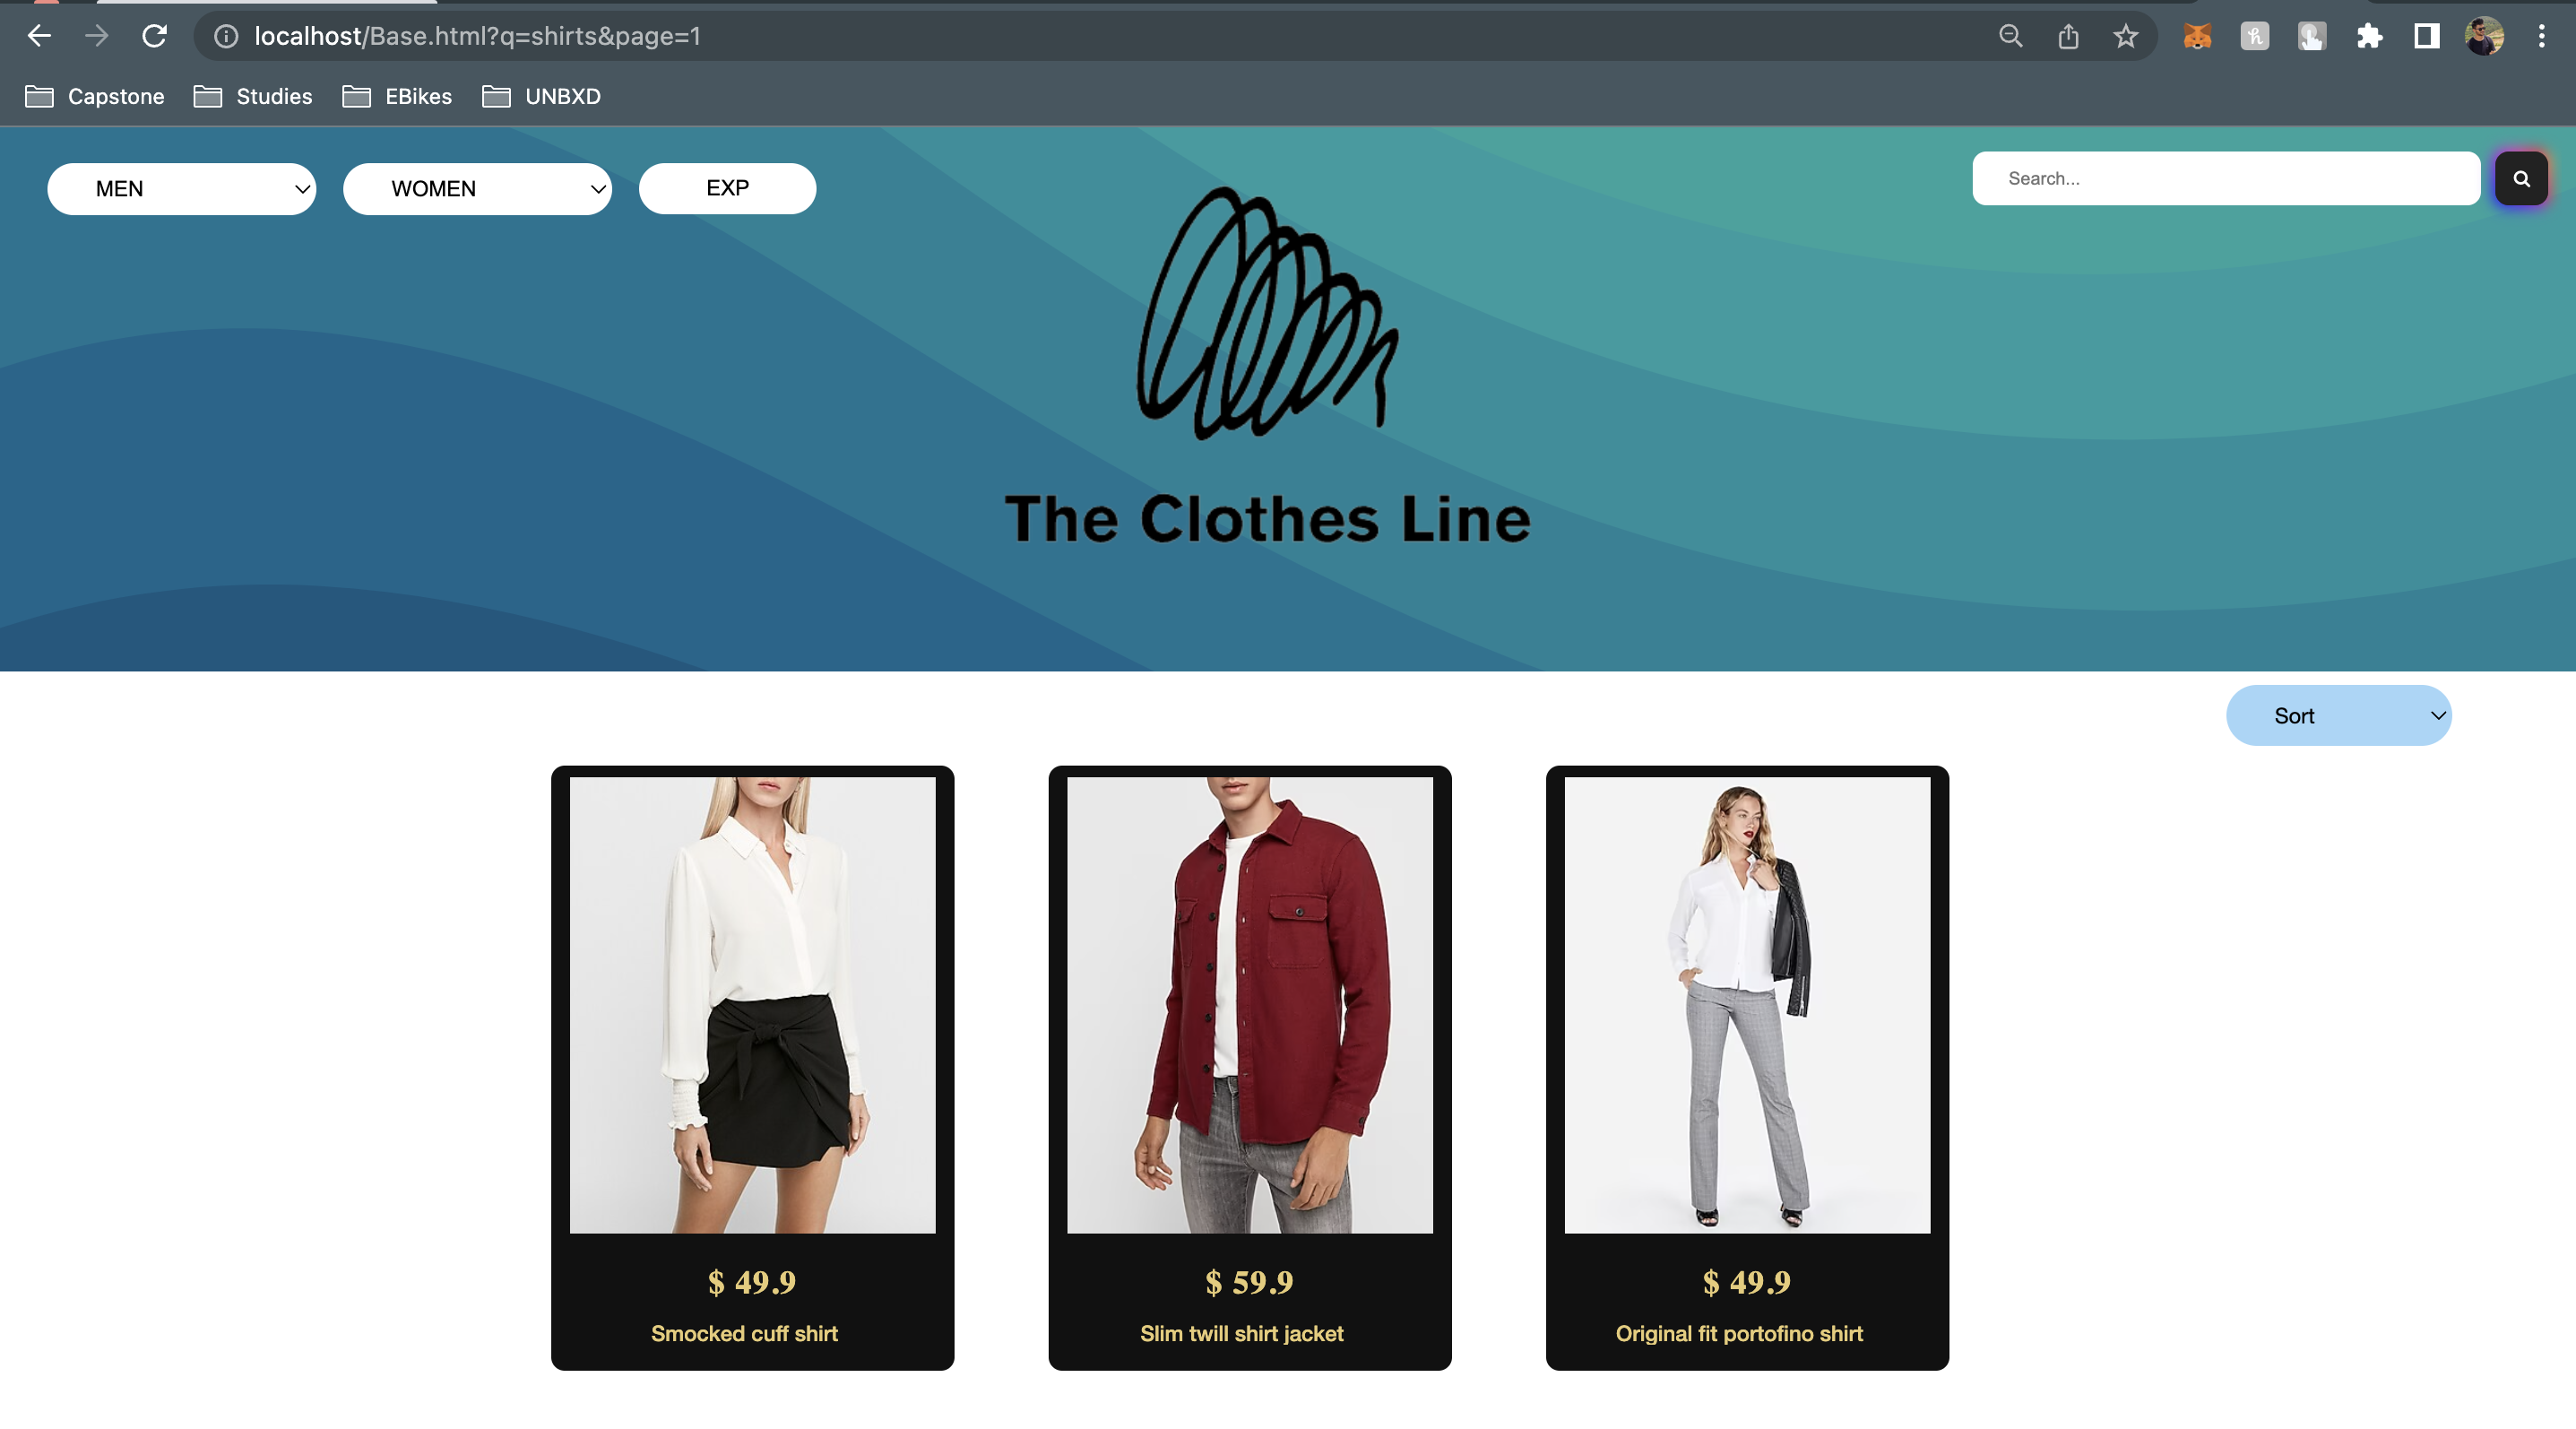 localhost/Base.html?q=shirts&page=1
Capstone Studies EBikes UNBXD
MEN WOMEN EXP Search...
The Clothes Line
Sort
$ 49.9 $ 59.9 $ 49.9
Smocked cuff shirt Slim twill shirt jacket Original fit portofino shirt